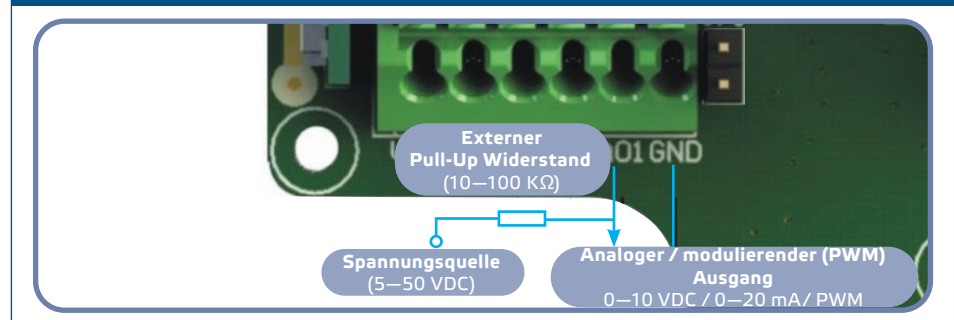 Externer
Pull-Up Widerstand
(10—100 KΩ)
GND
Spannungsquelle
(5—50 VDC)
Analoger / modulierender (PWM)
Ausgang
0—10 VDC / 0—20 mA/ PWM